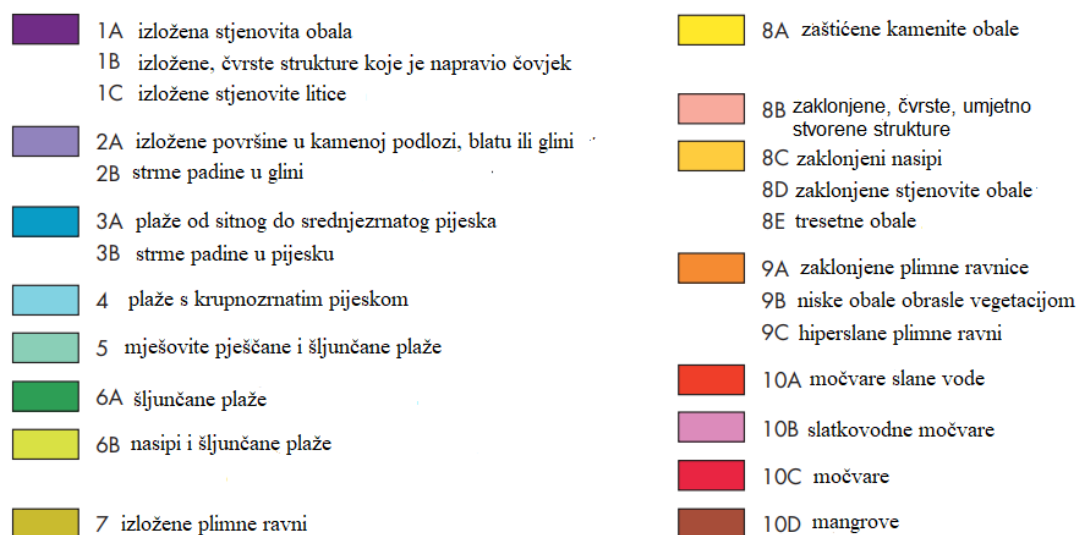 1A izložena stjenovita obala
1B izložene, čvrste strukture koje je napravio čovjek
1C izložene stjenovite litice
2A izložene površine u kamenoj podlozi, blatu ili glini
2B strme padine u glini
3A plaže od sitnog do srednjezrnatog pijeska
3B strme padine u pijesku
4 plaže s krupnozrnatim pijeskom
5 mješovite pješčane i šljunčane plaže
6A šljunčane plaže
6B nasipi i šljunčane plaže
7 izložene plimne ravni
8A zaštićene kamenite obale
8B zaklonjene, čvrste, umjetno
stvorene strukture
8C zaklonjeni nasipi
8D zaklonjene stjenovite obale
8E tresetne obale
9A zaklonjene plimne ravnice
9B niske obale obrasle vegetacijom
9C hiperslane plimne ravni
10A močvare slane vode
10B slatkovodne močvare
10C močvare
10D mangrove